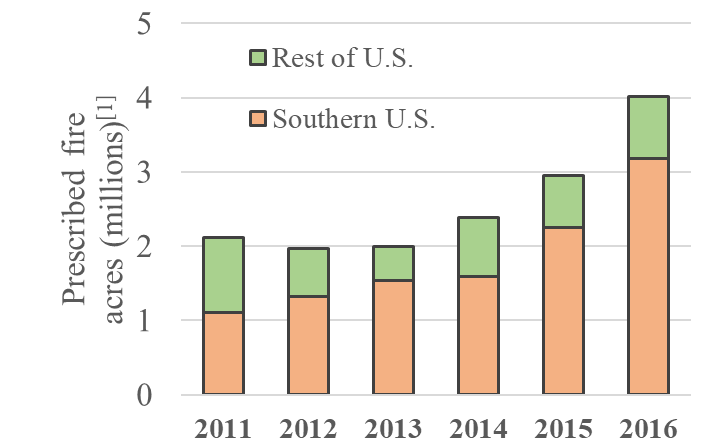 5
Rest of U.S.
4
Southern U.S.
3
2
1
0
Prescribed fire
acres (millions)[1]
2011 2012 2013 2014 2015 2016